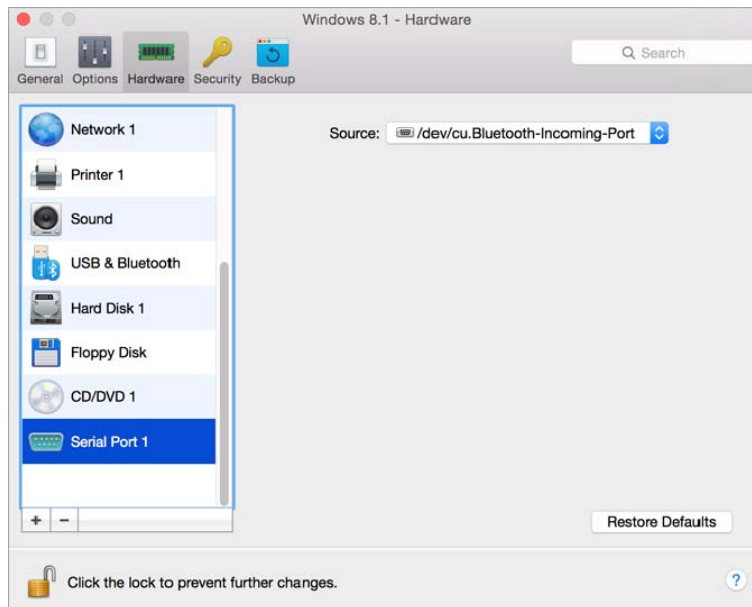 Windows 8.1 - Hardware
General Options Hardware Security Backup
Search
Network 1
Printer 1
Sound
USB & Bluetooth
Hard Disk 1
Floppy Disk
CD/DVD 1
Serial Port 1
Source: /dev/cu.Bluetooth-Incoming-Port
+ −
Restore Defaults
Click the lock to prevent further changes.
?